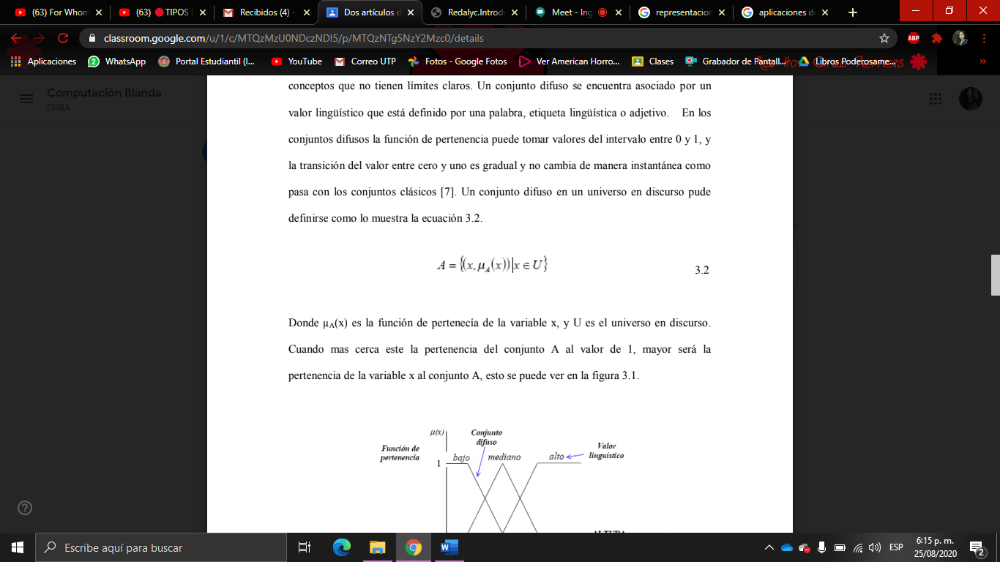 (63) For Whom
(63) 🔴 TIPOS
Recibidos (4) -
Dos artículos d
Redalyc.Introdu
Meet - Ing
representacion
aplicaciones de
classroom.google.com/u/1/c/MTQzMzU0NDczNDI5/p/MTQzNTg5NzY2Mzc0/details
ABP
Aplicaciones
WhatsApp
Portal Estudiantil (I...
YouTube
Correo UTP
Fotos - Google Fotos
Ver American Horro...
Clases
Grabador de Pantall...
Libros Poderosame...
»
Computación Blanda
CUBA
conceptos que no tienen límites claros. Un conjunto difuso se encuentra asociado por un
valor lingüístico que está definido por una palabra, etiqueta lingüística o adjetivo. En los
conjuntos difusos la función de pertenencia puede tomar valores del intervalo entre 0 y 1, y
la transición del valor entre cero y uno es gradual y no cambia de manera instantánea como
pasa con los conjuntos clásicos [7]. Un conjunto difuso en un universo en discurso pude
definirse como lo muestra la ecuación 3.2.
A = {(x, μA(x)) | x ∈ U} 3.2
Donde µA(x) es la función de pertenecía de la variable x, y U es el universo en discurso.
Cuando mas cerca este la pertenencia del conjunto A al valor de 1, mayor será la
pertenencia de la variable x al conjunto A, esto se puede ver en la figura 3.1.
μ(x)
Conjunto
difuso
Función de
pertenencia
Valor
linguistico
1
bajo
mediano
alto
ALTURA
Escribe aquí para buscar
ESP
6:15 p. m.
25/08/2020
2